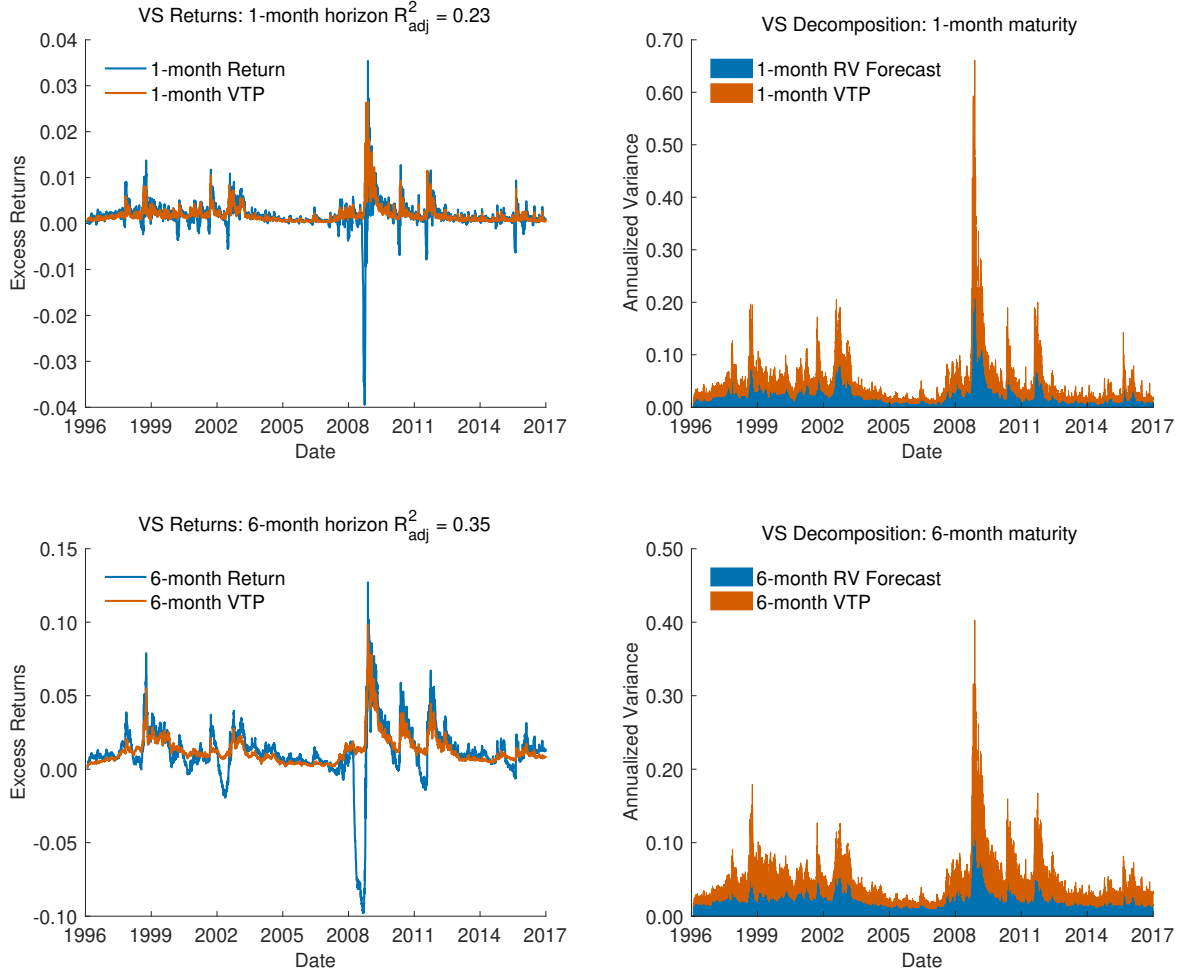 VS Returns: 1-month horizon R²adj = 0.23
0.04
0.03
0.02
0.01
0.00
-0.01
-0.02
-0.03
-0.04
Excess Returns
1-month Return
1-month VTP
1996 1999 2002 2005 2008 2011 2014 2017
Date
VS Decomposition: 1-month maturity
0.70
0.60
0.50
0.40
0.30
0.20
0.10
0.00
Annualized Variance
1-month RV Forecast
1-month VTP
1996 1999 2002 2005 2008 2011 2014 2017
Date
VS Returns: 6-month horizon R²adj = 0.35
0.15
0.10
0.05
0.00
-0.05
-0.10
Excess Returns
6-month Return
6-month VTP
1996 1999 2002 2005 2008 2011 2014 2017
Date
VS Decomposition: 6-month maturity
0.50
0.40
0.30
0.20
0.10
0.00
Annualized Variance
6-month RV Forecast
6-month VTP
1996 1999 2002 2005 2008 2011 2014 2017
Date